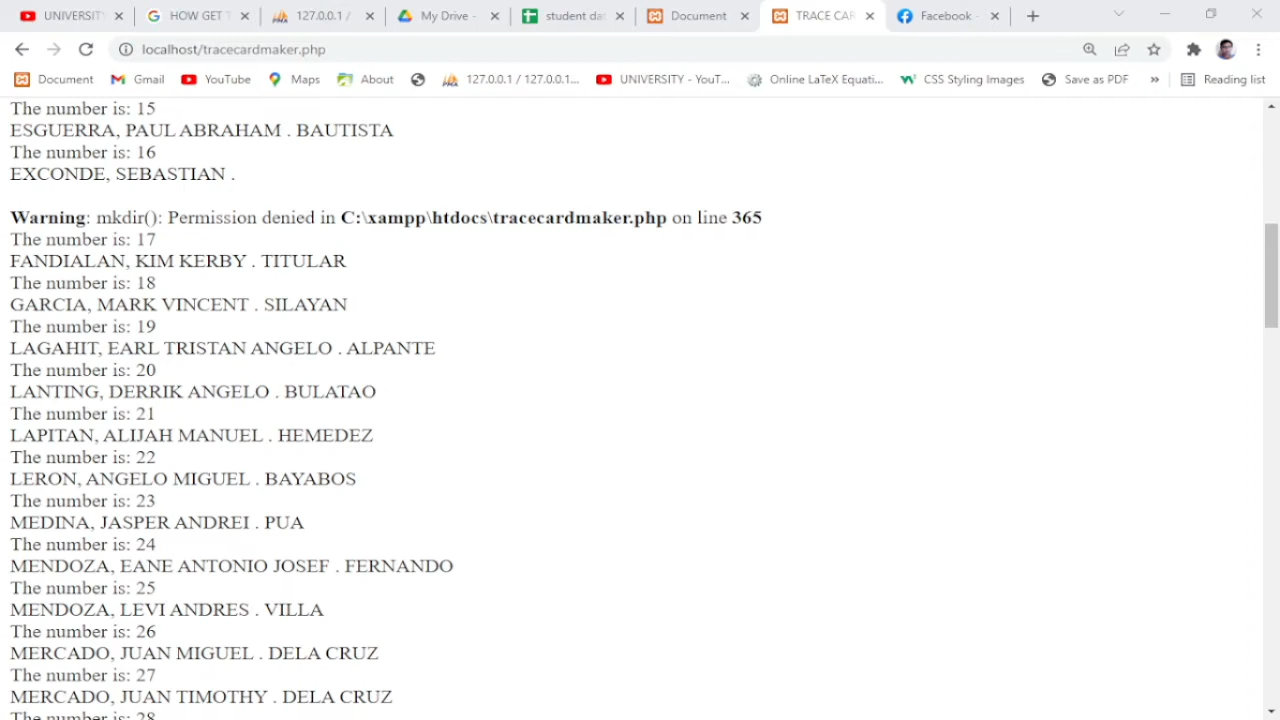 UNIVERSITY
HOW GET T
127.0.0.1 /
My Drive -
student dat
Document
TRACE CAR
Facebook -
localhost/tracecardmaker.php
Document
Gmail
YouTube
Maps
About
127.0.0.1 / 127.0.0.1...
UNIVERSITY - YouT...
Online LaTeX Equati...
CSS Styling Images
Save as PDF
»
Reading list
The number is: 15
ESGUERRA, PAUL ABRAHAM . BAUTISTA
The number is: 16
EXCONDE, SEBASTIAN .
Warning: mkdir(): Permission denied in C:\xampp\htdocs\tracecardmaker.php on line 365
The number is: 17
FANDIALAN, KIM KERBY . TITULAR
The number is: 18
GARCIA, MARK VINCENT . SILAYAN
The number is: 19
LAGAHIT, EARL TRISTAN ANGELO . ALPANTE
The number is: 20
LANTING, DERRIK ANGELO . BULATAO
The number is: 21
LAPITAN, ALIJAH MANUEL . HEMEDEZ
The number is: 22
LERON, ANGELO MIGUEL . BAYABOS
The number is: 23
MEDINA, JASPER ANDREI . PUA
The number is: 24
MENDOZA, EANE ANTONIO JOSEF . FERNANDO
The number is: 25
MENDOZA, LEVI ANDRES . VILLA
The number is: 26
MERCADO, JUAN MIGUEL . DELA CRUZ
The number is: 27
MERCADO, JUAN TIMOTHY . DELA CRUZ
The number is: 28